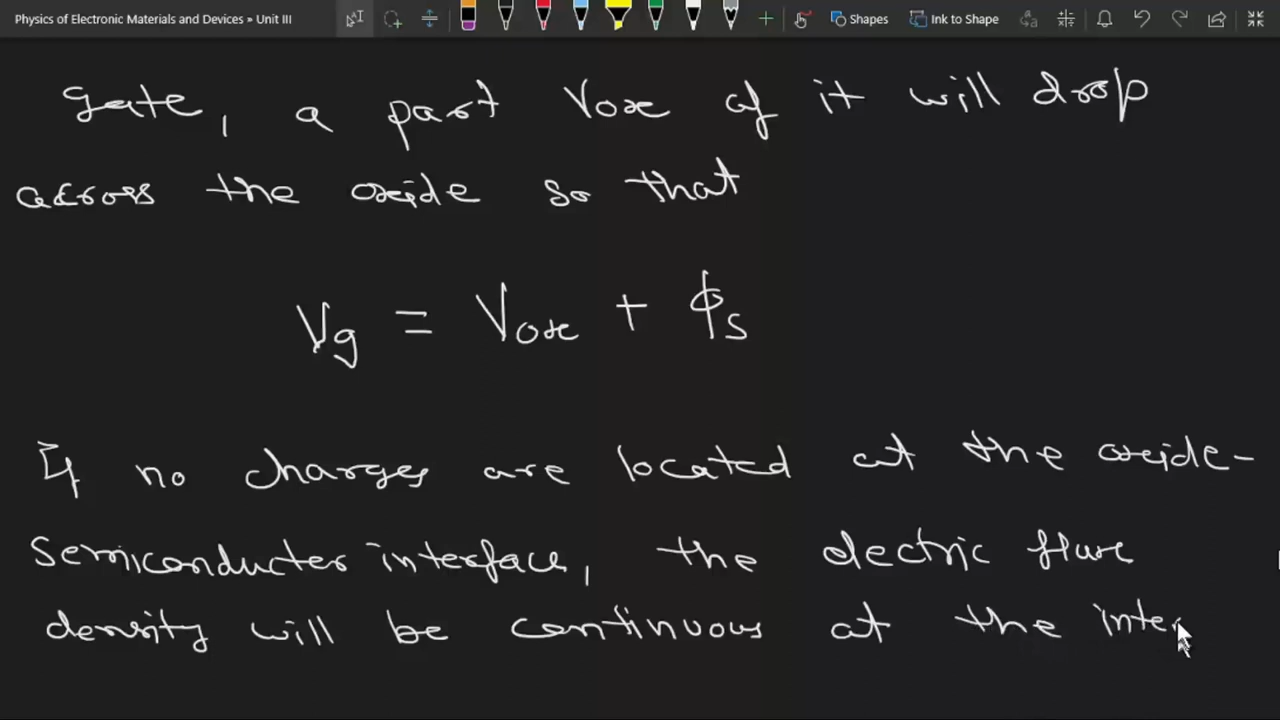 Physics of Electronic Materials and Devices » Unit III
Shapes
Ink to Shape
gate, a part Vox of it will drop
across the oxide so that
Vg = Vox + ϕs
If no charges are located at the oxide-
semiconductor interface, the electric flux
density will be continuous at the inter